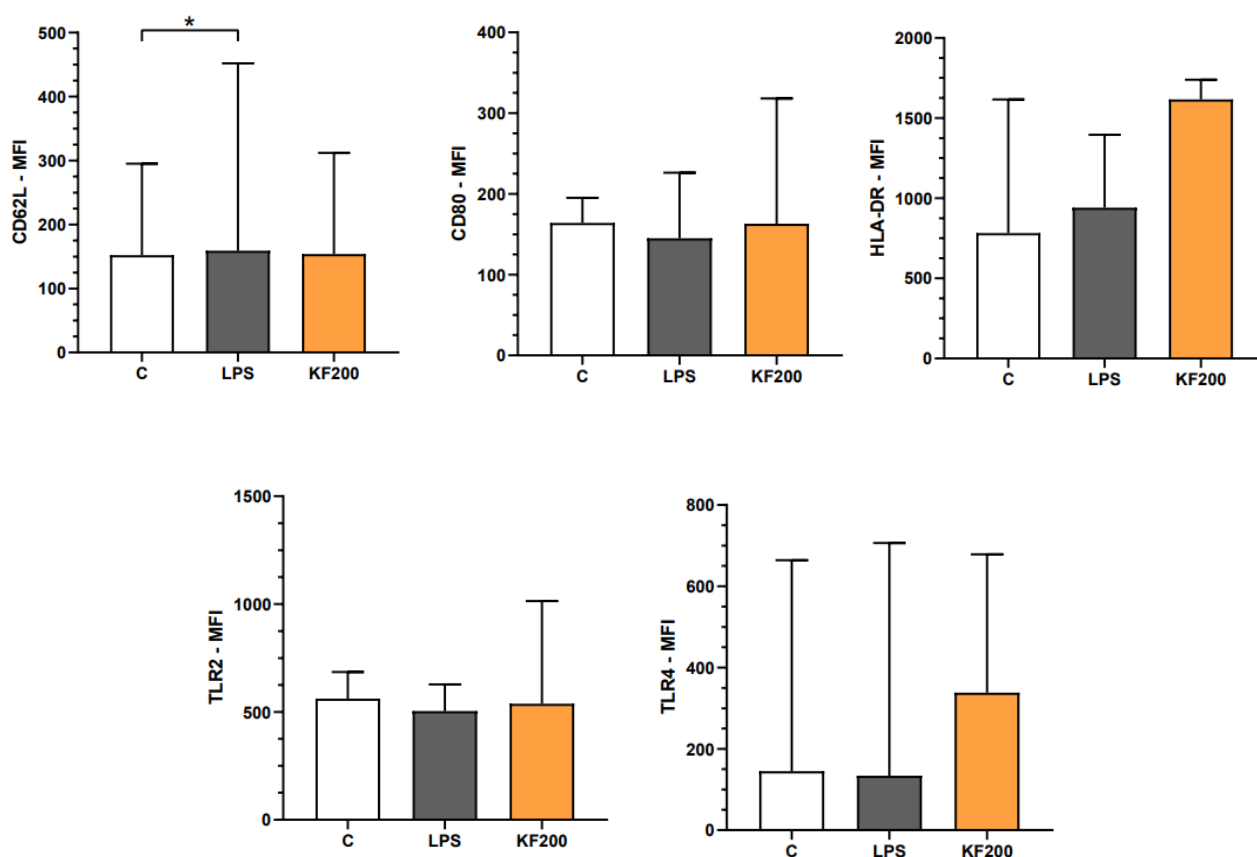 *
CD62L - MFI
500
400
300
200
100
0
C LPS KF200
CD80 - MFI
400
300
200
100
0
C LPS KF200
HLA-DR - MFI
2000
1500
1000
500
0
C LPS KF200
TLR2 - MFI
1500
1000
500
0
C LPS KF200
TLR4 - MFI
800
600
400
200
0
C LPS KF200